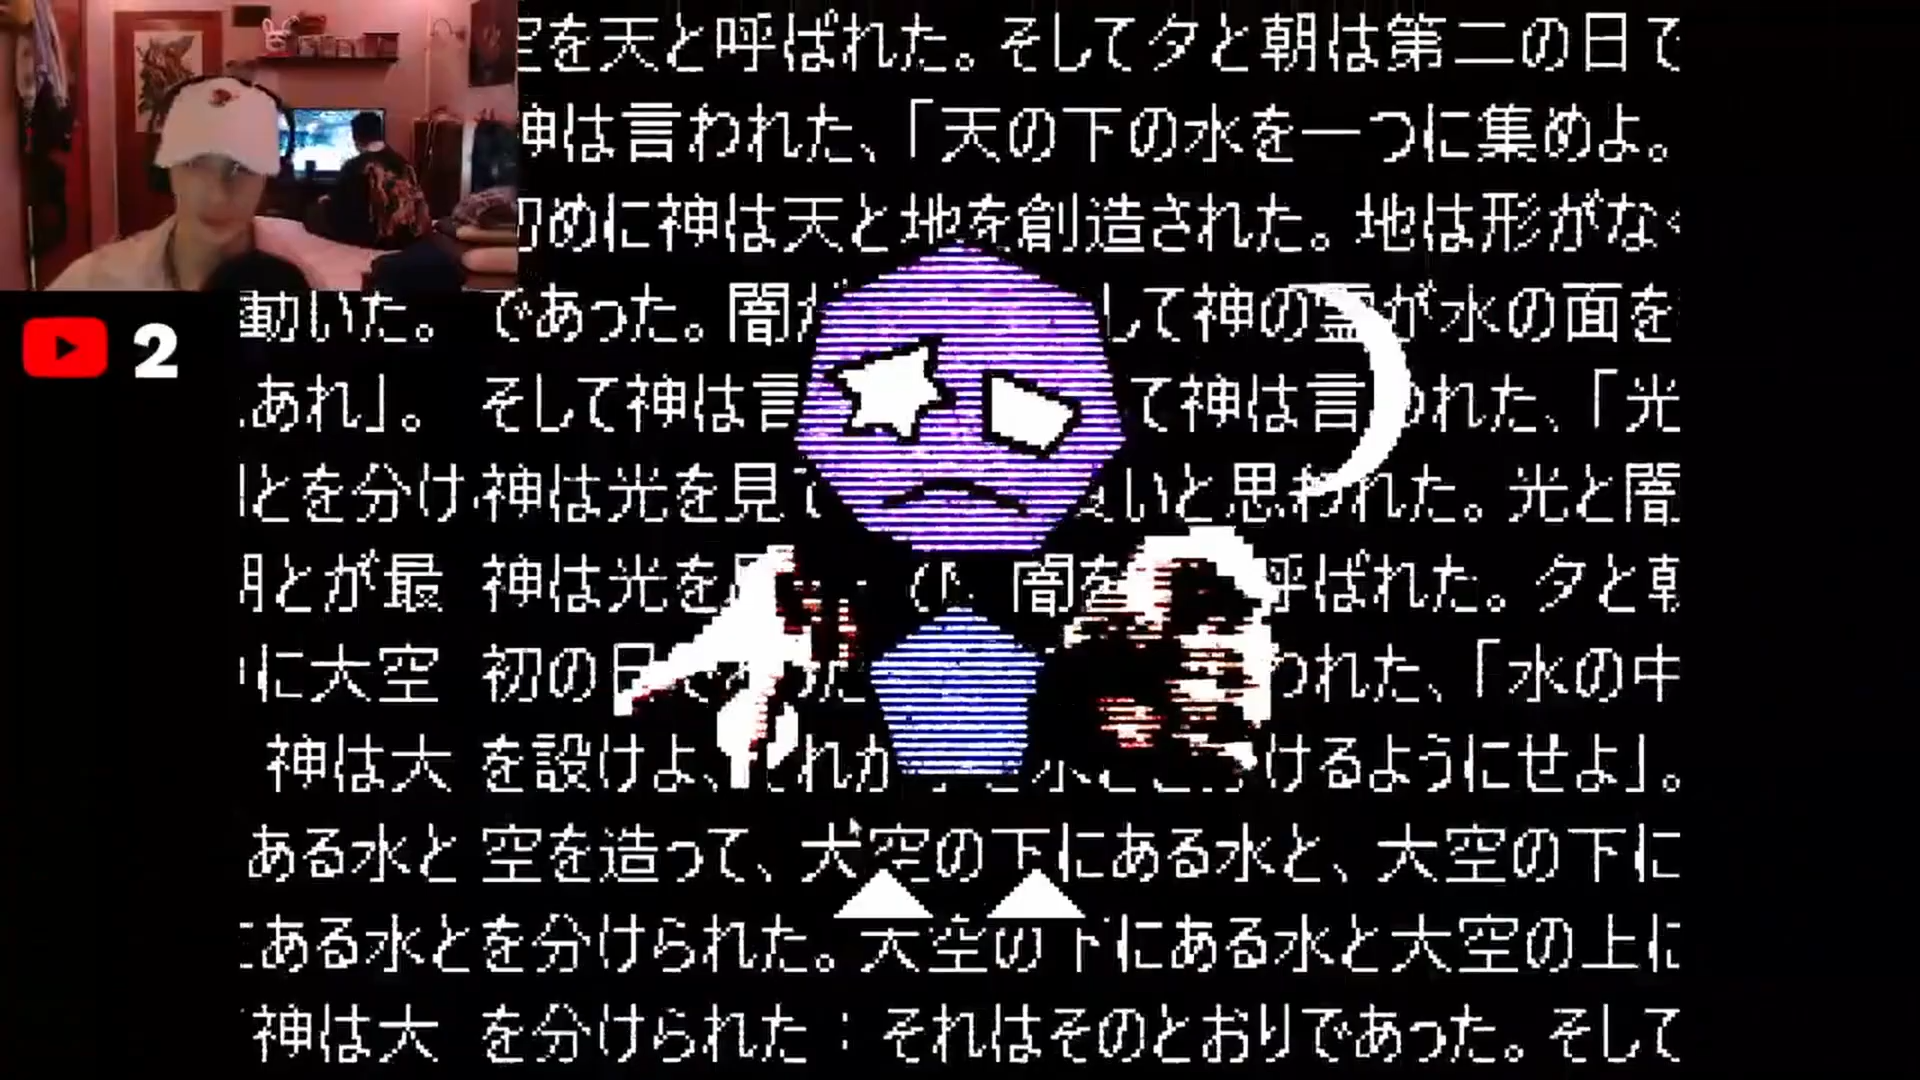 を天と呼ばれた。そしてタと朝は第二の日で
神は言われた、「天の下の水を一つに集めよ。
めに神は天と地を創造された。地は形がな
2
動いた。 であった。闇 して神の霊が水の面を
あれ」。 そして神は言 て神は言われた、「光
とを分け 神は光を見て いと思われた。光と闇
とが最 神は光を 闇を 呼ばれた。タと朝
に大空 初の日 われた、「水の中
神は大 を設けよ、それが けるようにせよ」。
ある水と 空を造って、大空の下にある水と、大空の下に
ある水とを分けられた。大空の下にある水と大空の上に
神は大 を分けられた:それはそのとおりであった。そして